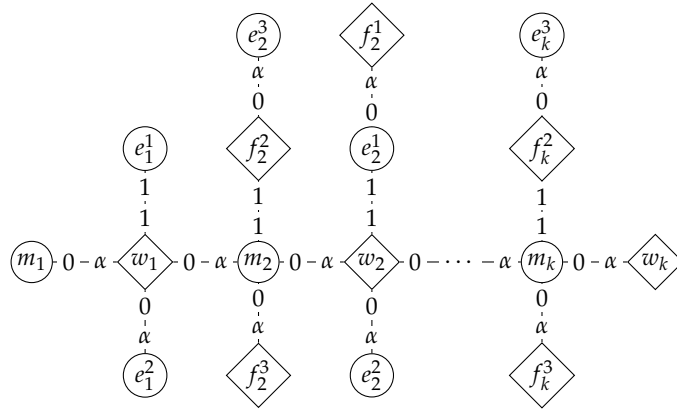 e_2^3 f_2^1 e_k^3
α α α
0 0 0
e_1^1 f_2^2 e_2^1 f_k^2
1 1 1 1
1 1 1 1
m_1 0 α w_1 0 α m_2 0 α w_2 0 ⋯ α m_k 0 α w_k
0 0 0 0
α α α α
e_1^2 f_2^3 e_2^2 f_k^3